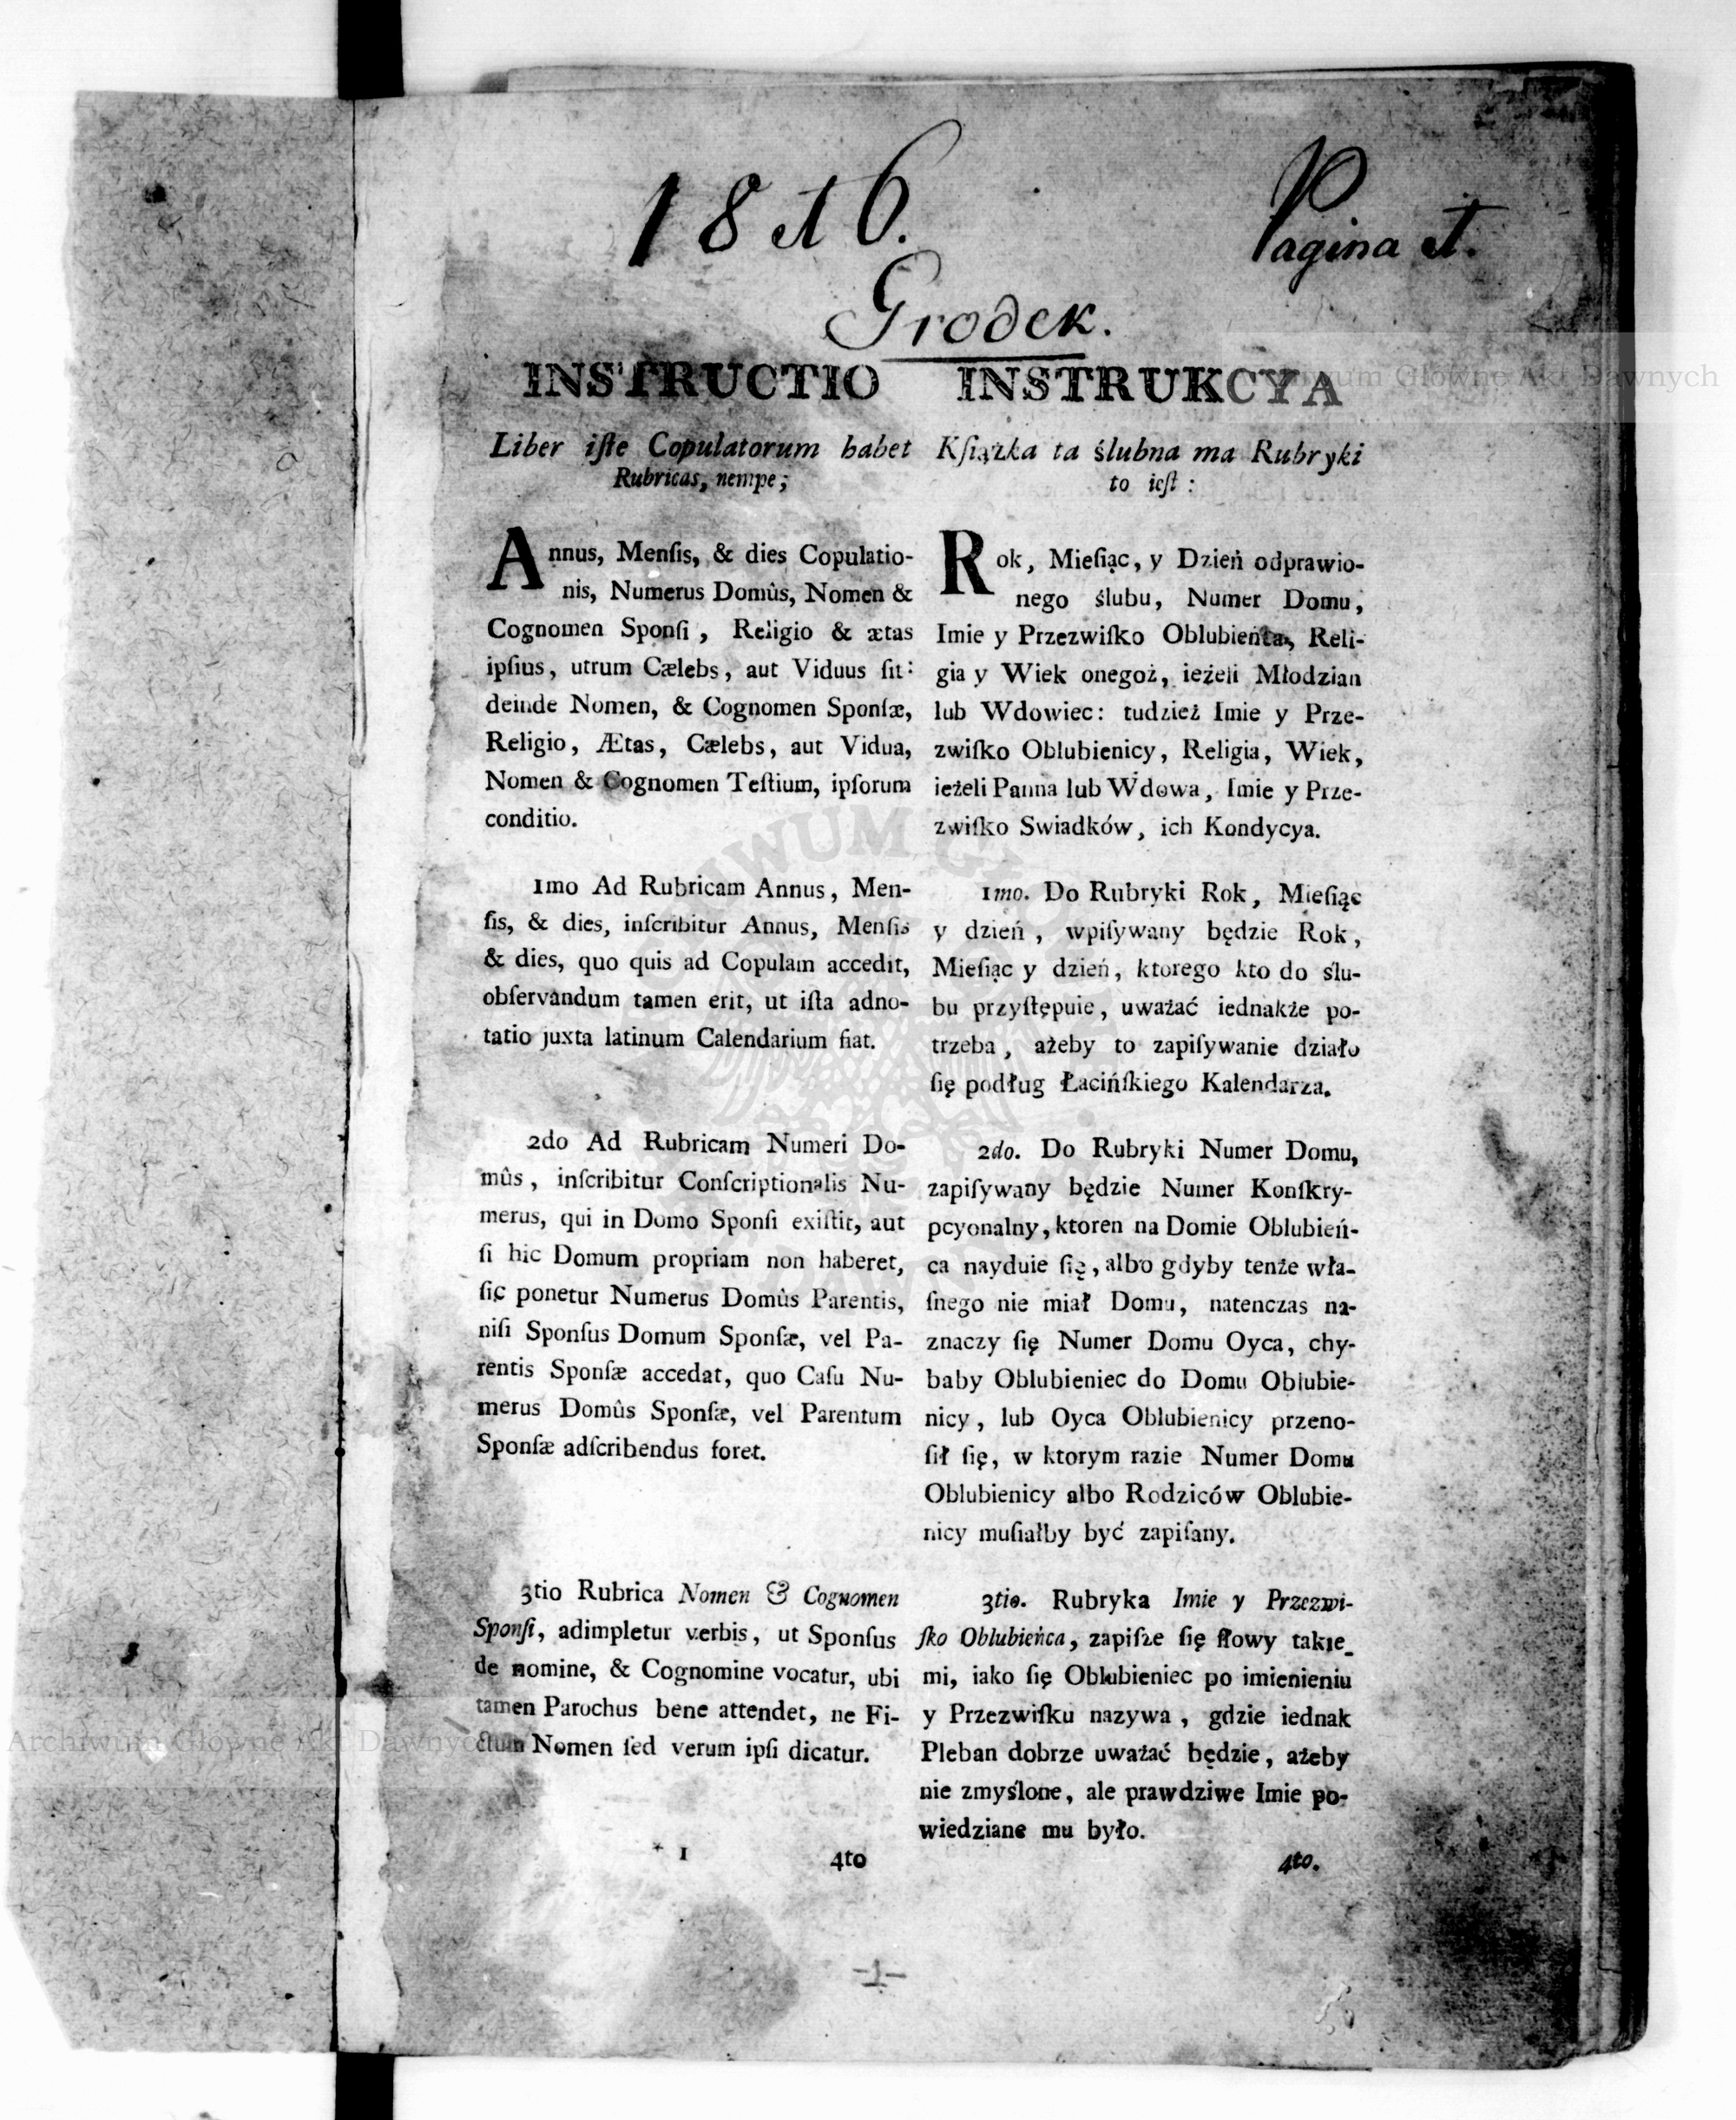 18 et 6.
Pagina et.
Grodek.
INSTRUCTIO
Liber iſte Copulatorum habet
Rubricas, nempe;
Annus, Menſis, & dies Copulatio-
nis, Numerus Domûs, Nomen &
Cognomen Sponſi, Religio & ætas
ipſius, utrum Cælebs, aut Viduus ſit:
deinde Nomen, & Cognomen Sponſæ,
Religio, Ætas, Cælebs, aut Vidua,
Nomen & Cognomen Teſtium, ipſorum
conditio.
1mo Ad Rubricam Annus, Men-
ſis, & dies, inſcribitur Annus, Menſis
& dies, quo quis ad Copulam accedit,
obſervandum tamen erit, ut iſta adno-
tatio juxta latinum Calendarium fiat.
2do Ad Rubricam Numeri Do-
mûs, inſcribitur Conſcriptionalis Nu-
merus, qui in Domo Sponſi exiſtit, aut
ſi hic Domum propriam non haberet,
ſic ponetur Numerus Domûs Parentis,
niſi Sponſus Domum Sponſæ, vel Pa-
rentis Sponſæ accedat, quo Caſu Nu-
merus Domûs Sponſæ, vel Parentum
Sponſæ adſcribendus foret.
3tio Rubrica Nomen & Cognomen
Sponſi, adimpletur verbis, ut Sponſus
de nomine, & Cognomine vocatur, ubi
tamen Parochus bene attendet, ne Fi-
ctum Nomen ſed verum ipſi dicatur.
* 1
4to
INSTRUKCYA
Kſiązka ta ślubna ma Rubryki
to ieſt:
Rok, Mieſiąc, y Dzień odprawio-
nego ślubu, Numer Domu,
Imie y Przezwiſko Oblubieńca, Reli-
gia y Wiek onegoż, ieżeli Młodzian
lub Wdowiec: tudzież Imie y Prze-
zwiſko Oblubienicy, Religia, Wiek,
ieżeli Panna lub Wdowa, Imie y Prze-
zwiſko Swiadków, ich Kondycya.
1mo. Do Rubryki Rok, Mieſiąc
y dzień, wpiſywany będzie Rok,
Mieſiąc y dzień, ktorego kto do ślu-
bu przyſtępuie, uważać iednakże po-
trzeba, ażeby to zapiſywanie działo
ſię podług Łacińſkiego Kalendarza.
2do. Do Rubryki Numer Domu,
zapiſywany będzie Numer Konſkry-
pcyonalny, ktoren na Domie Oblubień-
ca nayduie ſię, albo gdyby tenże wła-
ſnego nie miał Domu, natenczas na-
znaczy ſię Numer Domu Oyca, chy-
baby Oblubieniec do Domu Oblubie-
nicy, lub Oyca Oblubienicy przeno-
ſił ſię, w ktorym razie Numer Domu
Oblubienicy albo Rodziców Oblubie-
nicy muſiałby być zapiſany.
3tio. Rubryka Imie y Przezwi-
ſko Oblubieńca, zapiſze ſię ſłowy takie-
mi, iako ſię Oblubieniec po imienieniu
y Przezwiſku nazywa, gdzie iednak
Pleban dobrze uważać będzie, ażeby
nie zmyślone, ale prawdziwe Imie po-
wiedziane mu było.
4to.
-1-
Archiwum Główne Akt Dawnych
Archiwum Główne Akt Dawnych